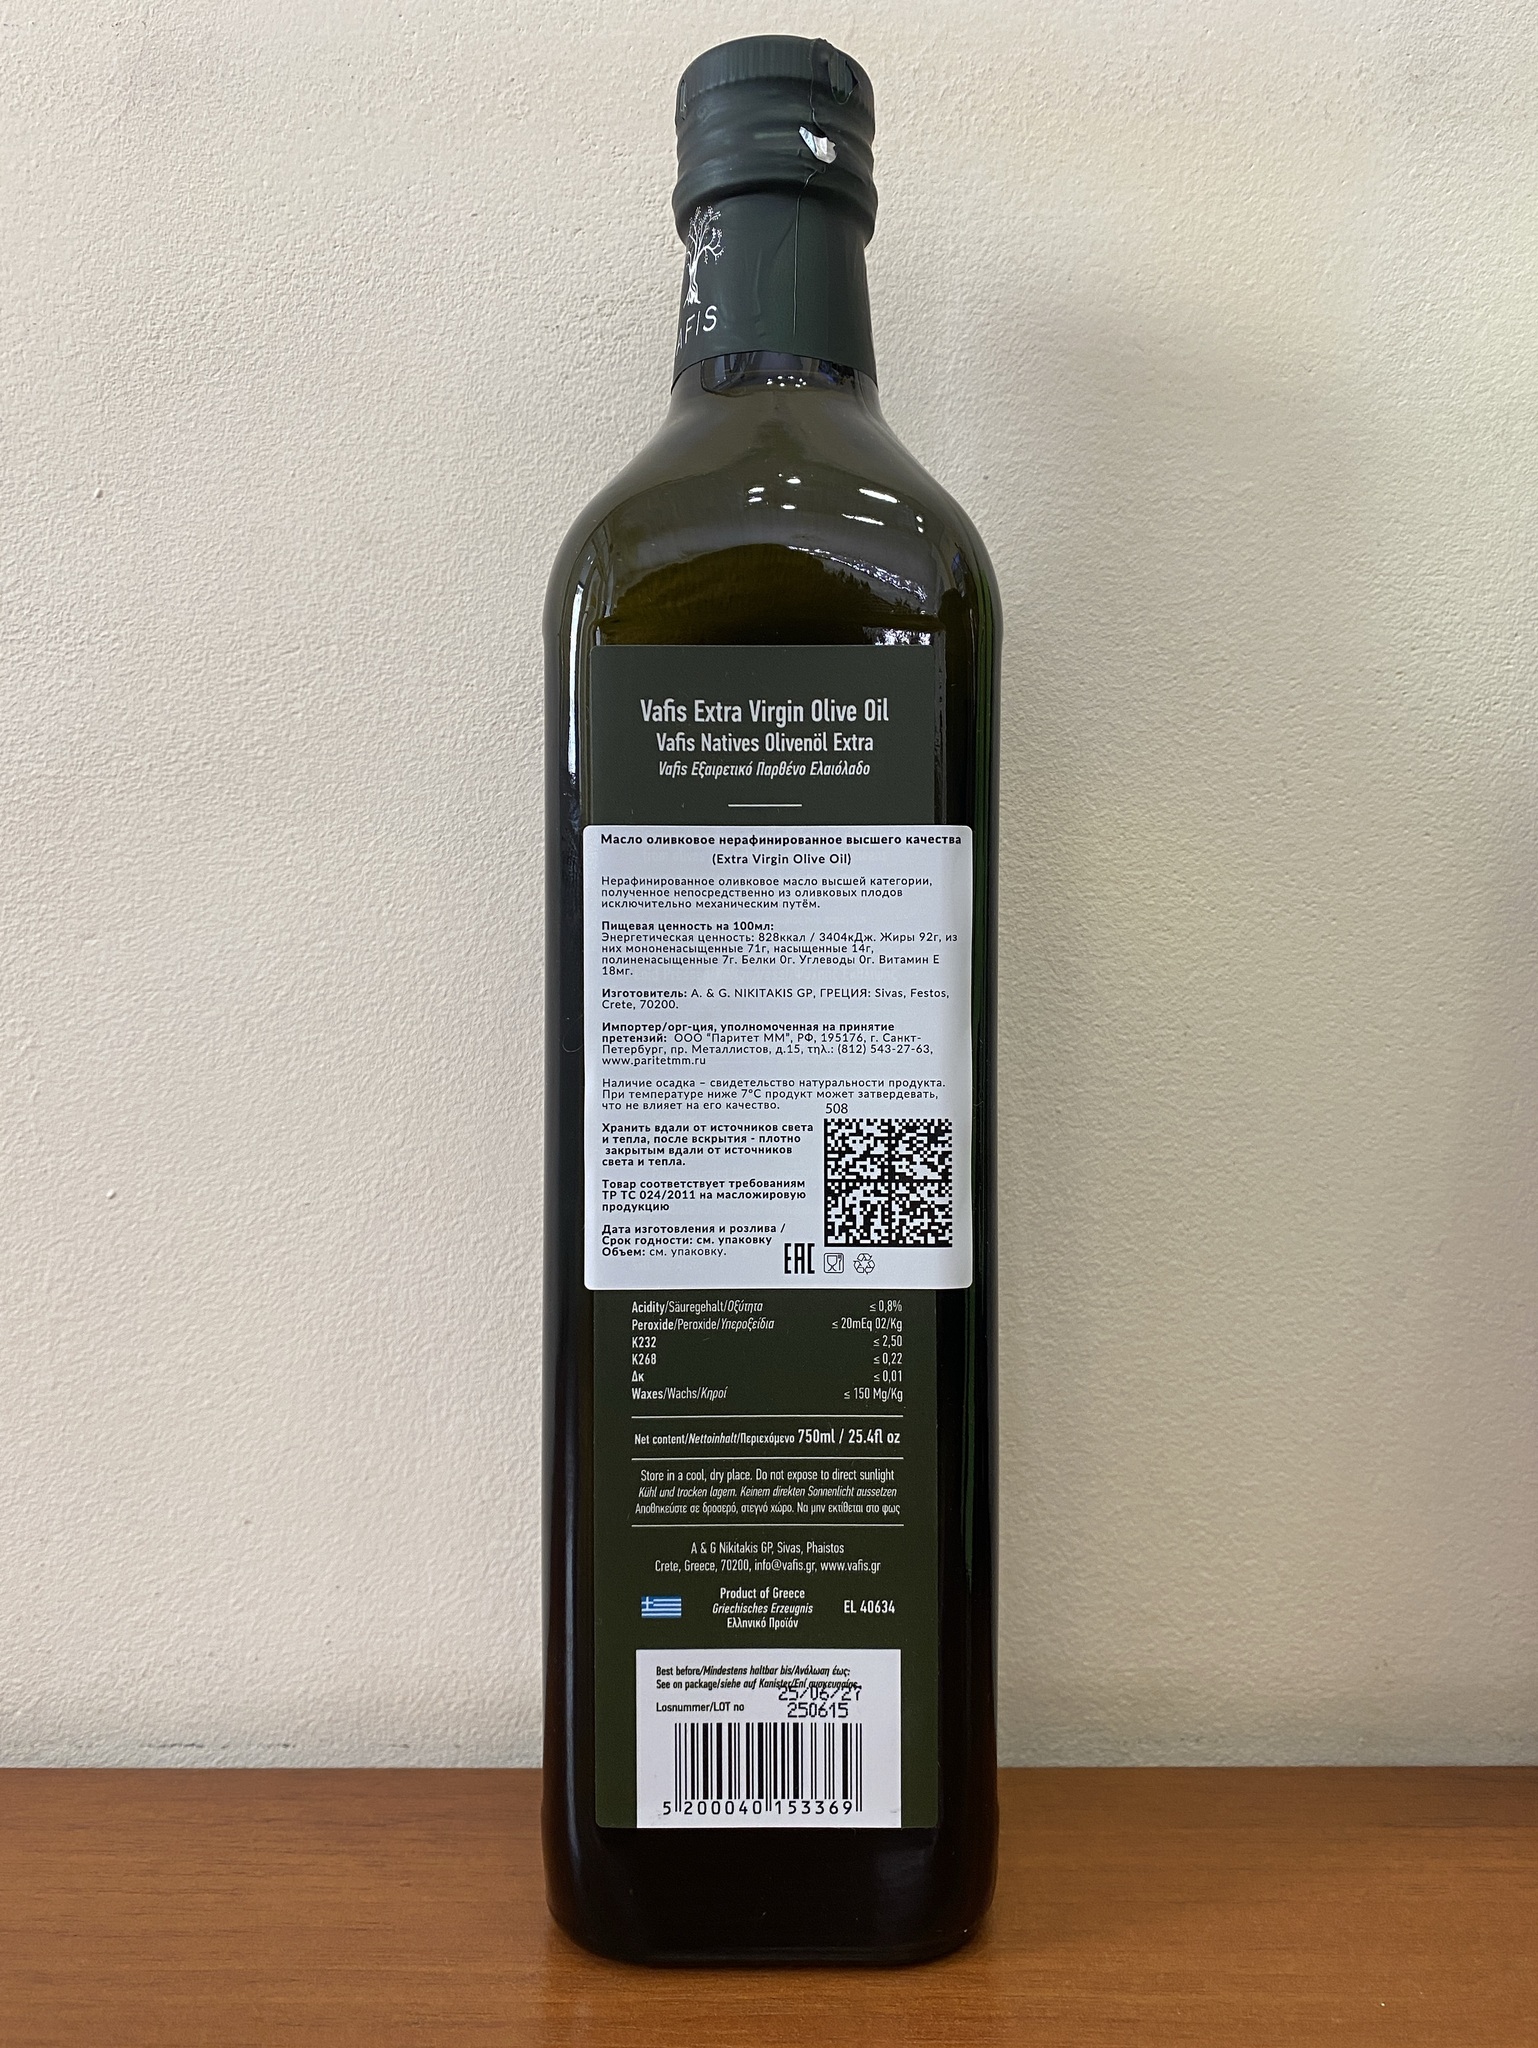 AFIS
Vafis Extra Virgin Olive Oil
Vafis Natives Olivenöl Extra
Vafis Εξαιρετικό Παρθένο Ελαιόλαδο
Масло оливковое нерафинированное высшего качества
(Extra Virgin Olive Oil)
Нерафинированное оливковое масло высшей категории,
полученное непосредственно из оливковых плодов
исключительно механическим путём.
Пищевая ценность на 100мл:
Энергетическая ценность: 828ккал / 3404кДж. Жиры 92г, из
них мононенасыщенные 71г, насыщенные 14г,
полиненасыщенные 7г. Белки 0г. Углеводы 0г. Витамин Е
18мг.
Изготовитель: A. & G. NIKITAKIS GP, ГРЕЦИЯ: Sivas, Festos,
Crete, 70200.
Импортер/орг-ция, уполномоченная на принятие
претензий: ООО "Паритет ММ", РФ, 195176, г. Санкт-
Петербург, пр. Металлистов, д.15, τηλ.: (812) 543-27-63,
www.paritetmm.ru
Наличие осадка – свидетельство натуральности продукта.
При температуре ниже 7°С продукт может затвердевать,
что не влияет на его качество.
508
Хранить вдали от источников света
и тепла, после вскрытия - плотно
закрытым вдали от источников
света и тепла.
Товар соответствует требованиям
ТР ТС 024/2011 на масложировую
продукцию
Дата изготовления и розлива /
Срок годности: см. упаковку
Объем: см. упаковку.
EAC
Acidity/Säuregehalt/Οξύτητα ≤ 0,8%
Peroxide/Peroxide/Υπεροξείδια ≤ 20mEq 02/Kg
K232 ≤ 2,50
K268 ≤ 0,22
Δκ ≤ 0,01
Waxes/Wachs/Κηροί ≤ 150 Mg/Kg
Net content/Nettoinhalt/Περιεχόμενο 750ml / 25.4fl oz
Store in a cool, dry place. Do not expose to direct sunlight
Kühl und trocken lagern. Keinem direkten Sonnenlicht aussetzen
Αποθηκεύστε σε δροσερό, στεγνό χώρο. Να μην εκτίθεται στο φως
A & G Nikitakis GP, Sivas, Phaistos
Crete, Greece, 70200, info@vafis.gr, www.vafis.gr
Product of Greece
Griechisches Erzeugnis
Ελληνικό Προϊόν
EL 40634
Best before/Mindestens haltbar bis/Ανάλωση έως:
See on package/siehe auf Kanister/Επί συσκευασίας
25/06/27
Losnummer/LOT no 250615
5 200040 153369